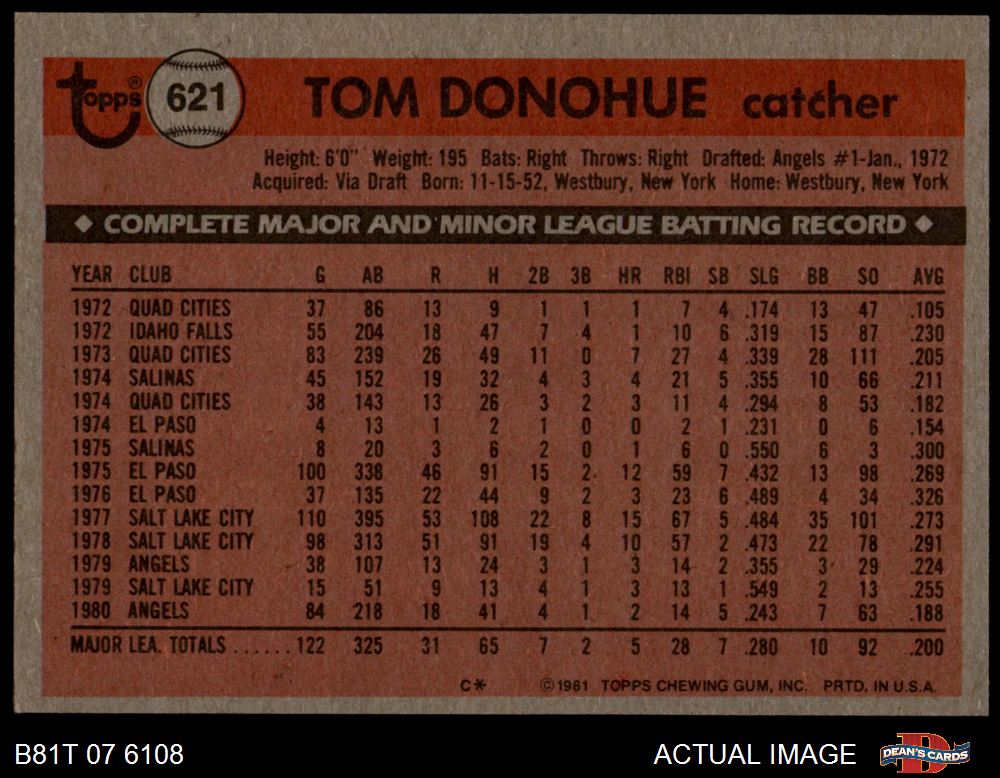 Topps® 621 TOM DONOHUE catcher
Height: 6'0" Weight: 195 Bats: Right Throws: Right Drafted: Angels #1-Jan., 1972
Acquired: Via Draft Born: 11-15-52, Westbury, New York Home: Westbury, New York
◆ COMPLETE MAJOR AND MINOR LEAGUE BATTING RECORD ◆
YEAR CLUB G AB R H 2B 3B HR RBI SB SLG BB SO AVG
1972 QUAD CITIES 37 86 13 9 1 1 1 7 4 .174 13 47 .105
1972 IDAHO FALLS 55 204 18 47 7 4 1 10 6 .319 15 87 .230
1973 QUAD CITIES 83 239 26 49 11 0 7 27 4 .339 28 111 .205
1974 SALINAS 45 152 19 32 4 3 4 21 5 .355 10 66 .211
1974 QUAD CITIES 38 143 13 26 3 2 3 11 4 .294 8 53 .182
1974 EL PASO 4 13 1 2 1 0 0 2 1 .231 0 6 .154
1975 SALINAS 8 20 3 6 2 0 1 6 0 .550 6 3 .300
1975 EL PASO 100 338 46 91 15 2 12 59 7 .432 13 98 .269
1976 EL PASO 37 135 22 44 9 2 3 23 6 .489 4 34 .326
1977 SALT LAKE CITY 110 395 53 108 22 8 15 67 5 .484 35 101 .273
1978 SALT LAKE CITY 98 313 51 91 19 4 10 57 2 .473 22 78 .291
1979 ANGELS 38 107 13 24 3 1 3 14 2 .355 3 29 .224
1979 SALT LAKE CITY 15 51 9 13 4 1 3 13 1 .549 2 13 .255
1980 ANGELS 84 218 18 41 4 1 2 14 5 .243 7 63 .188
MAJOR LEA. TOTALS ......122 325 31 65 7 2 5 28 7 .280 10 92 .200
C* ©1981 TOPPS CHEWING GUM, INC. PRTD. IN U.S.A.
B81T 07 6108 ACTUAL IMAGE DEAN'S CARDS